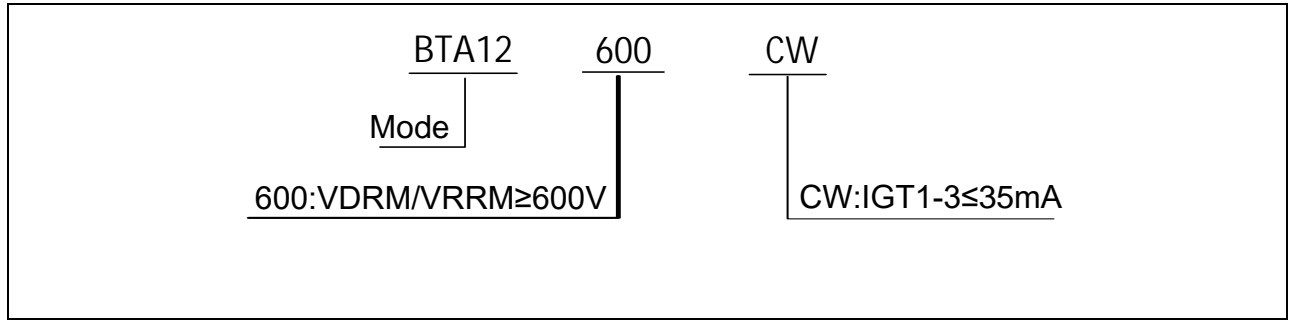 BTA12 600 CW
Mode
600:VDRM/VRRM≥600V CW:IGT1-3≤35mA